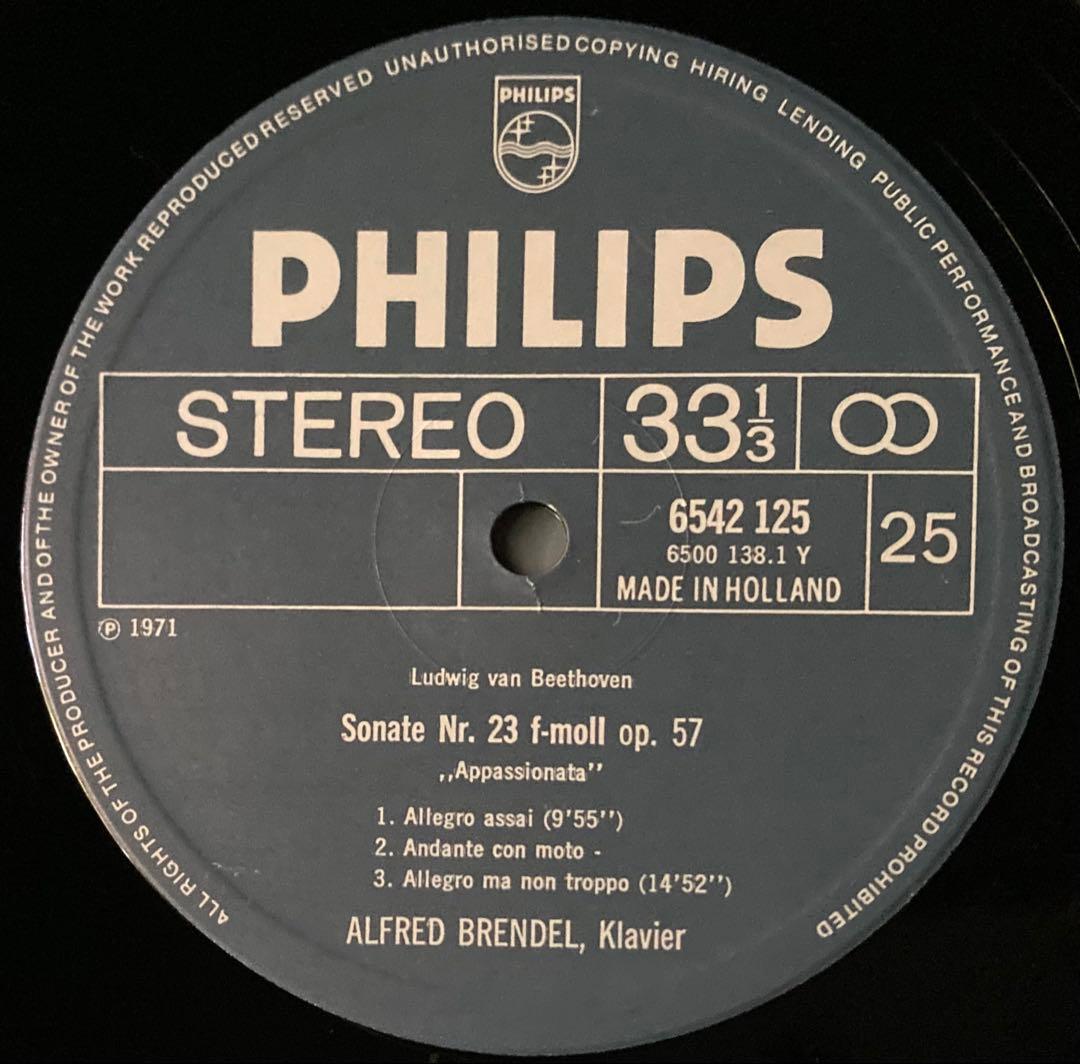 ALL RIGHTS OF THE PRODUCER AND OF THE OWNER OF THE WORK REPRODUCED RESERVED UNAUTHORISED COPYING HIRING LENDING PUBLIC PERFORMANCE AND BROADCASTING OF THIS RECORD PROHIBITED
PHILIPS
PHILIPS
STEREO 33 1/3
6542 125
6500 138.1 Y
MADE IN HOLLAND
25
Ⓟ 1971
Ludwig van Beethoven
Sonate Nr. 23 f-moll op. 57
,,Appassionata''
1. Allegro assai (9'55'')
2. Andante con moto -
3. Allegro ma non troppo (14'52'')
ALFRED BRENDEL, Klavier